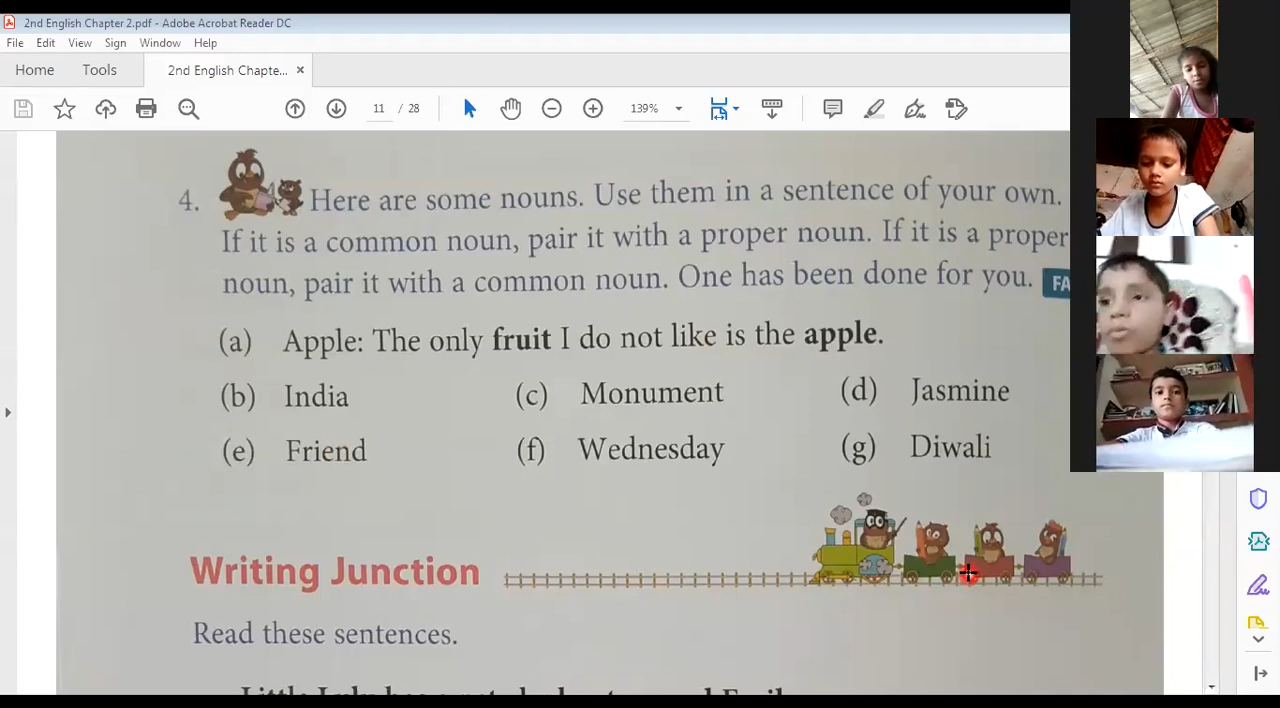 2nd English Chapter 2.pdf - Adobe Acrobat Reader DC
File Edit View Sign Window Help
Home Tools 2nd English Chapte... ×
11 / 28 139%
4. Here are some nouns. Use them in a sentence of your own.
If it is a common noun, pair it with a proper noun. If it is a proper
noun, pair it with a common noun. One has been done for you. FA
(a) Apple: The only fruit I do not like is the apple.
(b) India (c) Monument (d) Jasmine
(e) Friend (f) Wednesday (g) Diwali
Writing Junction
Read these sentences.